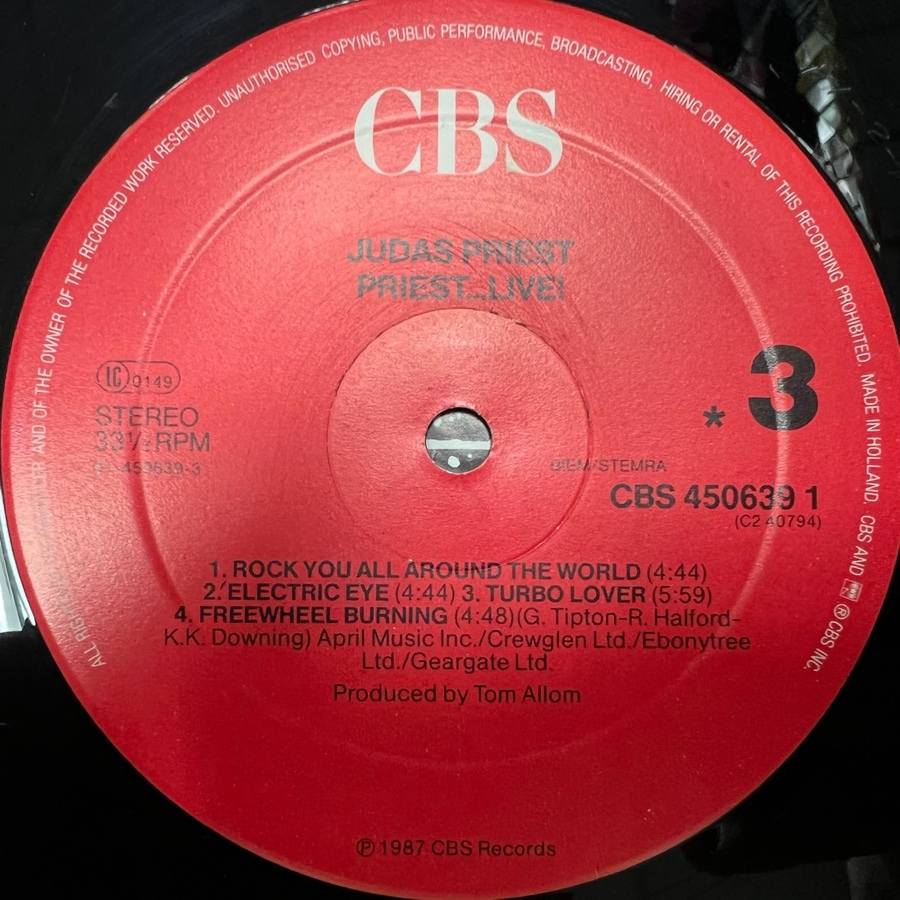 ALL RIGHTS AND OF THE OWNER OF THE RECORDED WORK RESERVED. UNAUTHORISED COPYING, PUBLIC PERFORMANCE, BROADCASTING, HIRING OR RENTAL OF THIS RECORDING PROHIBITED. MADE IN HOLLAND. CBS AND ℗ CBS INC.
CBS
JUDAS PRIEST
PRIEST...LIVE!
LC 0149
* 3
STEREO
33⅓ RPM
450639-3
BIEM/STEMRA
CBS 450639 1
(C2 40794)
1. ROCK YOU ALL AROUND THE WORLD (4:44)
2. ELECTRIC EYE (4:44) 3. TURBO LOVER (5:59)
4. FREEWHEEL BURNING (4:48)(G. Tipton-R. Halford-
K.K. Downing) April Music Inc./Crewglen Ltd./Ebonytree
Ltd./Geargate Ltd.
Produced by Tom Allom
℗ 1987 CBS Records